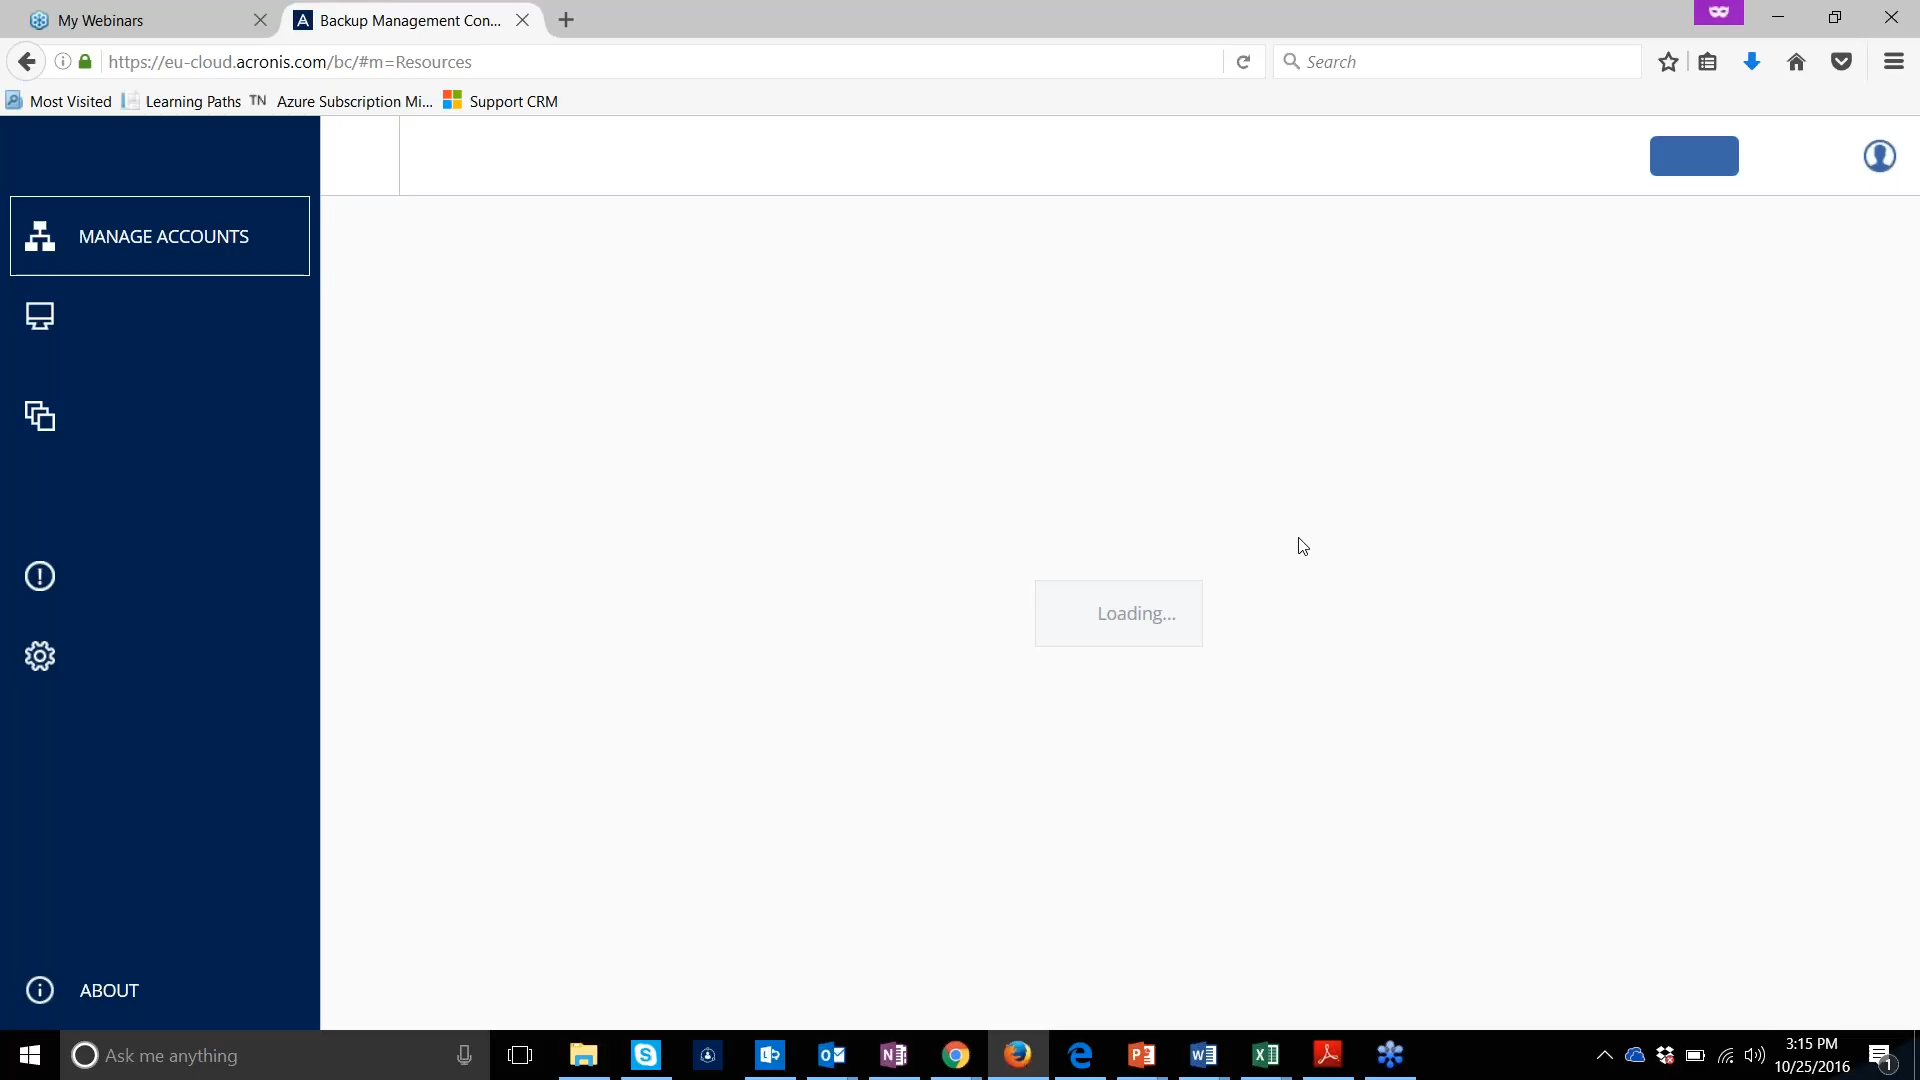 My Webinars
Backup Management Con...
https://eu-cloud.acronis.com/bc/#m=Resources
Search
Most Visited
Learning Paths
TN Azure Subscription Mi...
Support CRM
MANAGE ACCOUNTS
Loading...
ABOUT
Ask me anything
3:15 PM
10/25/2016
1